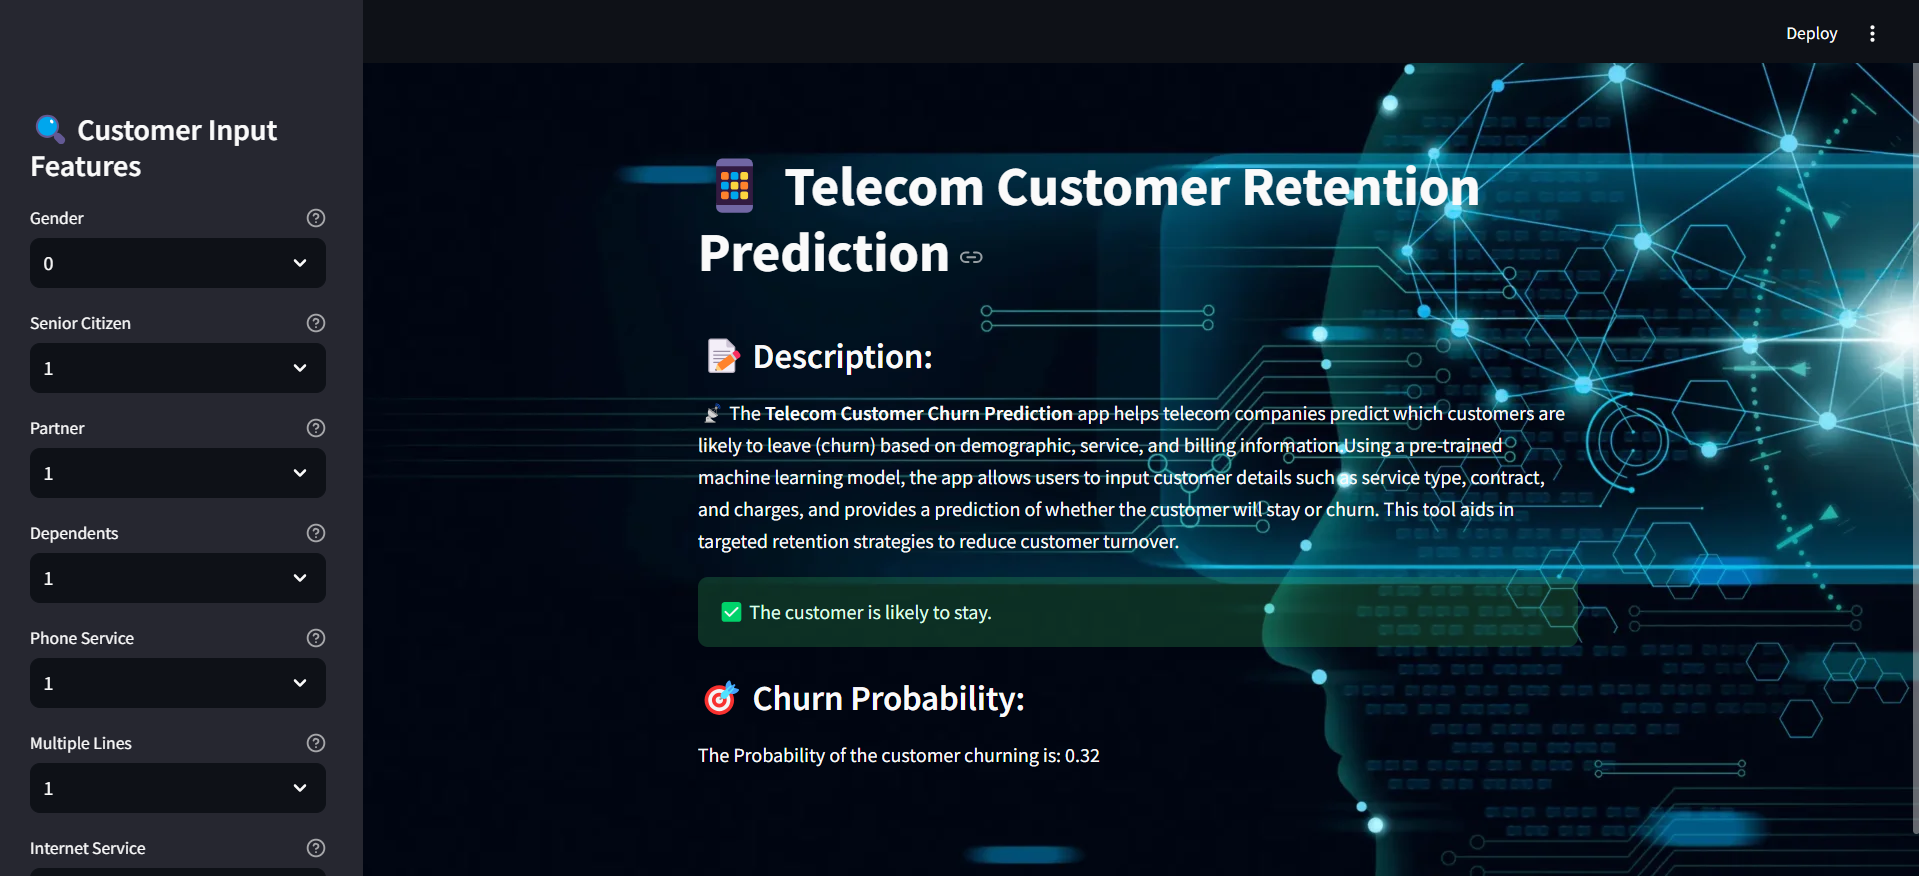 Deploy
Customer Input
Features
Gender
0
Senior Citizen
1
Partner
1
Dependents
1
Phone Service
1
Multiple Lines
1
Internet Service
Telecom Customer Retention
Prediction
Description:
The Telecom Customer Churn Prediction app helps telecom companies predict which customers are
likely to leave (churn) based on demographic, service, and billing information.Using a pre-trained
machine learning model, the app allows users to input customer details such as service type, contract,
and charges, and provides a prediction of whether the customer will stay or churn. This tool aids in
targeted retention strategies to reduce customer turnover.
The customer is likely to stay.
Churn Probability:
The Probability of the customer churning is: 0.32